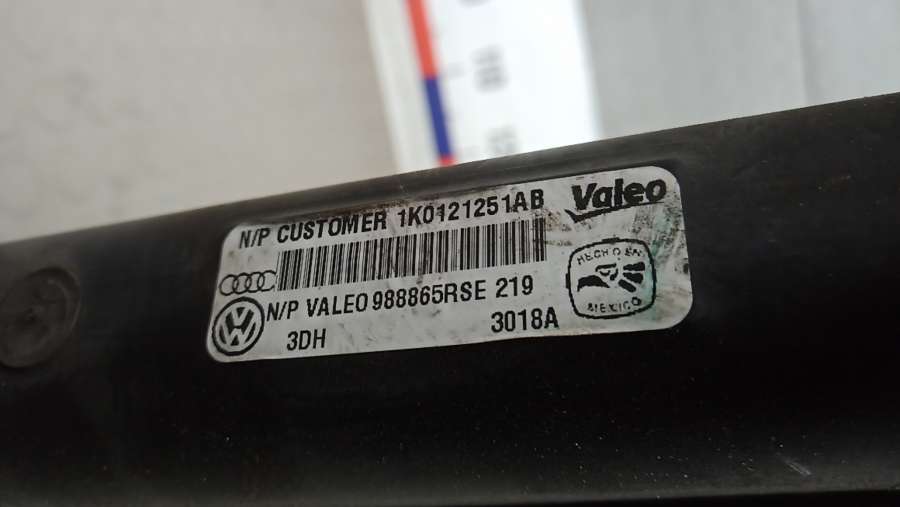 N/P CUSTOMER 1K0121251AB
Valeo
N/P VALEO 988865RSE 219
3DH 3018A
HECHO EN
MEXICO